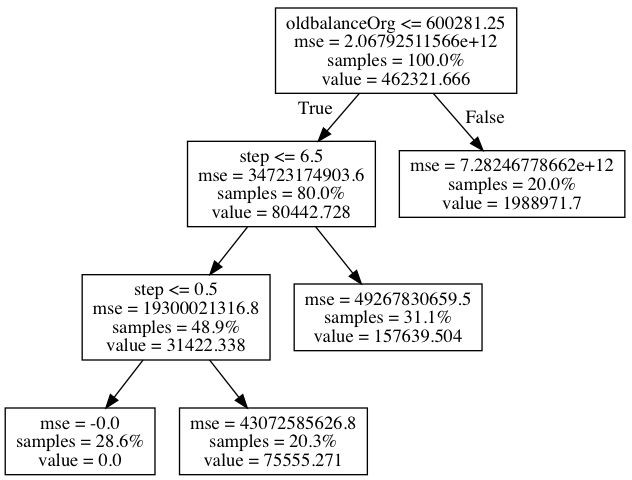 oldbalanceOrg <= 600281.25
mse = 2.06792511566e+12
samples = 100.0%
value = 462321.666
True
False
step <= 6.5
mse = 34723174903.6
samples = 80.0%
value = 80442.728
mse = 7.28246778662e+12
samples = 20.0%
value = 1988971.7
step <= 0.5
mse = 19300021316.8
samples = 48.9%
value = 31422.338
mse = 49267830659.5
samples = 31.1%
value = 157639.504
mse = -0.0
samples = 28.6%
value = 0.0
mse = 43072585626.8
samples = 20.3%
value = 75555.271